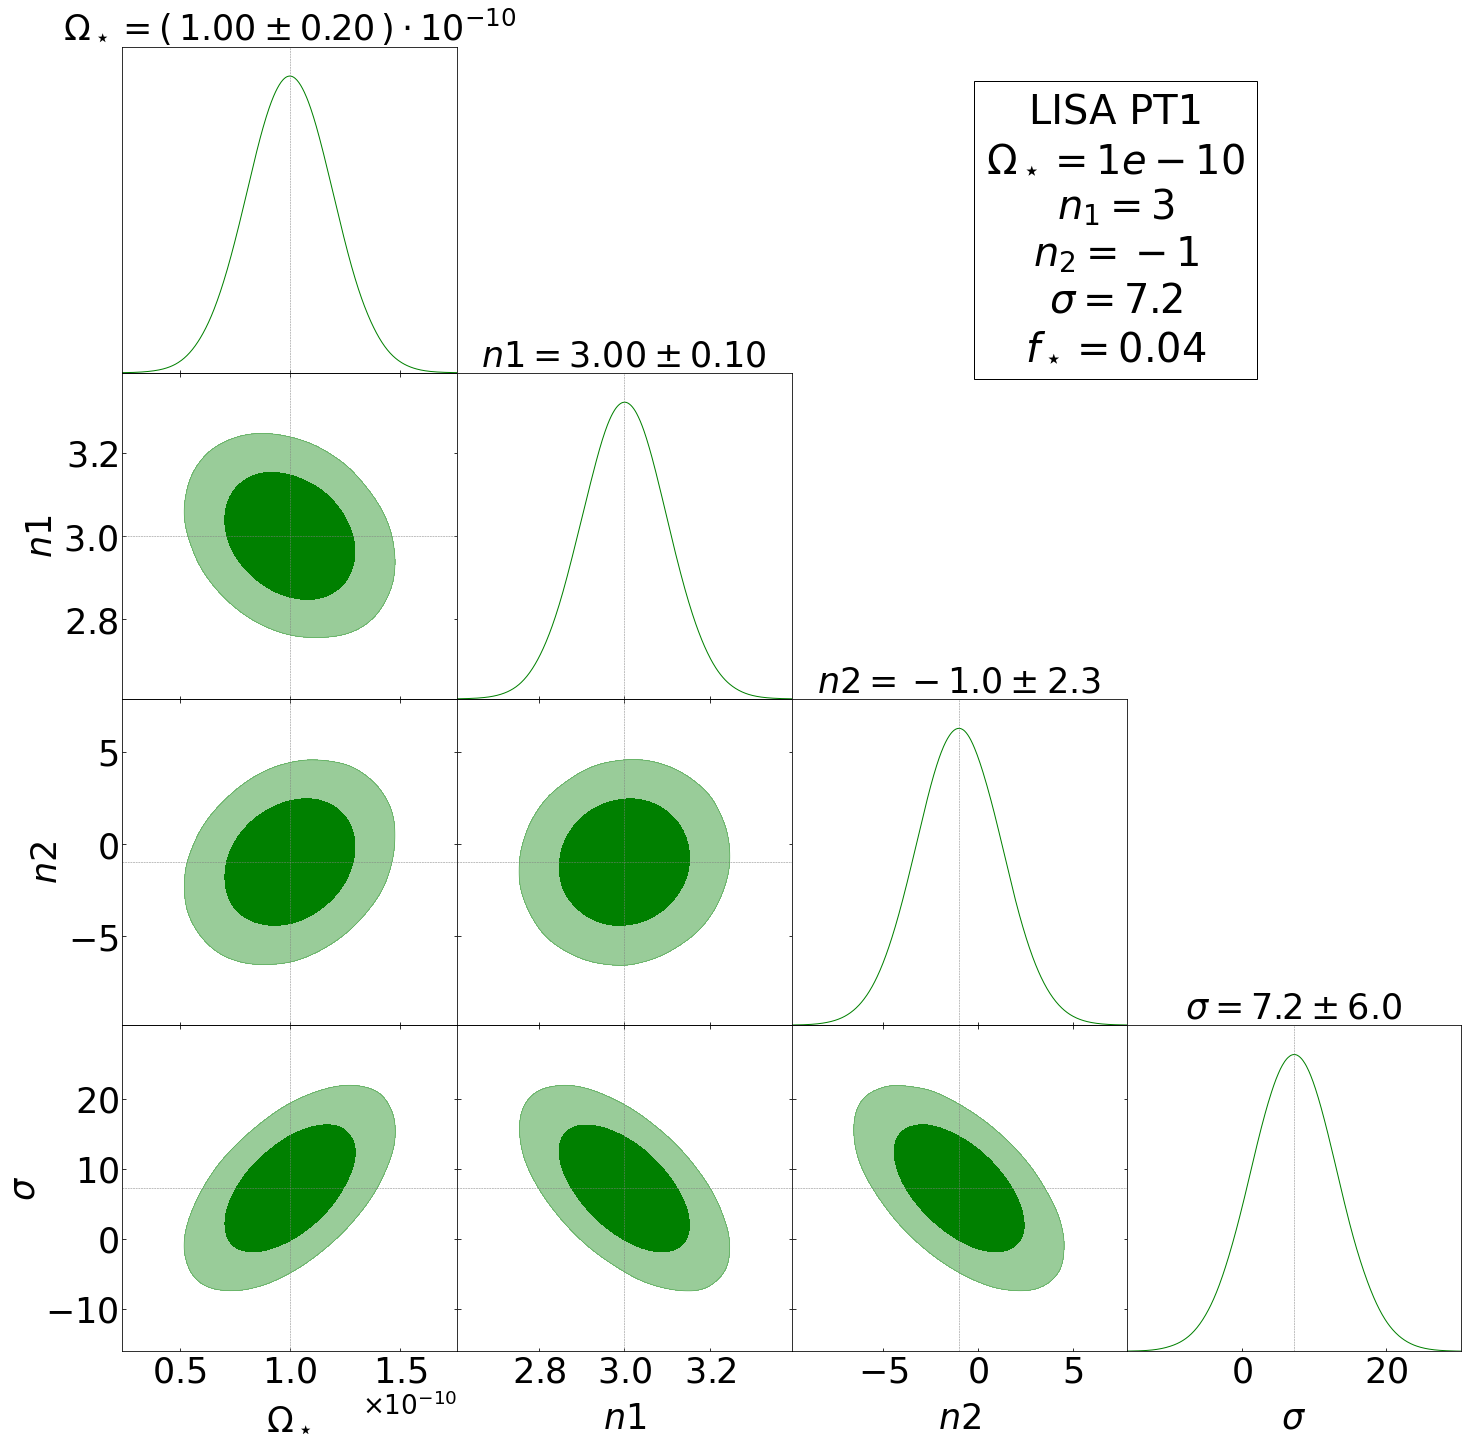 Ω⋆ = ( 1.00 ± 0.20 ) · 10⁻¹⁰
LISA PT1
Ω⋆ = 1e − 10
n₁ = 3
n₂ = −1
σ = 7.2
f⋆ = 0.04
n1 = 3.00 ± 0.10
3.2
3.0
2.8
n1
n2 = −1.0 ± 2.3
5
0
−5
n2
σ = 7.2 ± 6.0
20
10
0
−10
σ
0.5 1.0 1.5 2.8 3.0 3.2 −5 0 5 0 20
×10⁻¹⁰
Ω⋆ n1 n2 σ